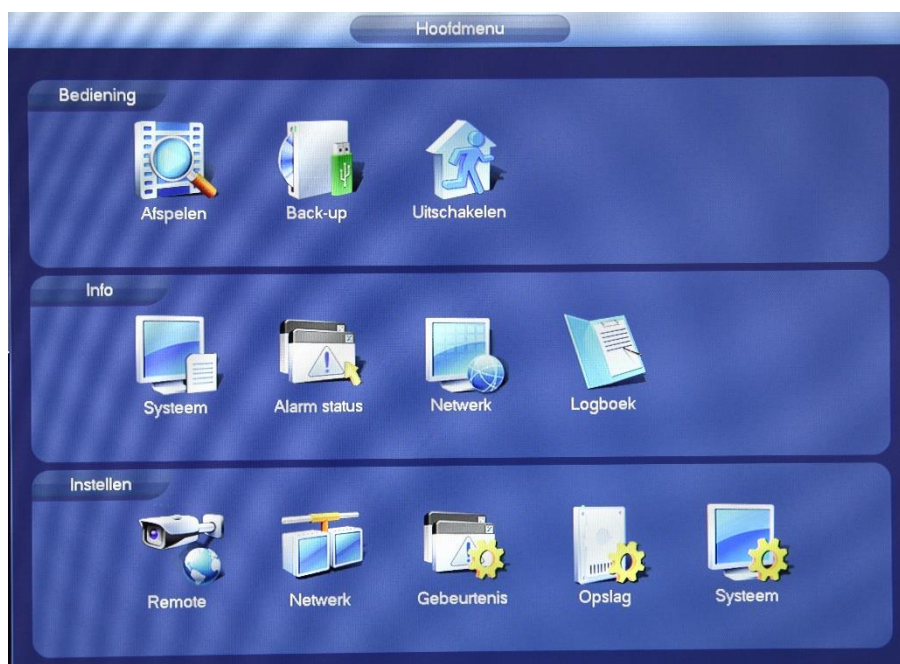 Hoofdmenu
Bediening
Afspelen Back-up Uitschakelen
Info
Systeem Alarm status Netwerk Logboek
Instellen
Remote Netwerk Gebeurtenis Opslag Systeem